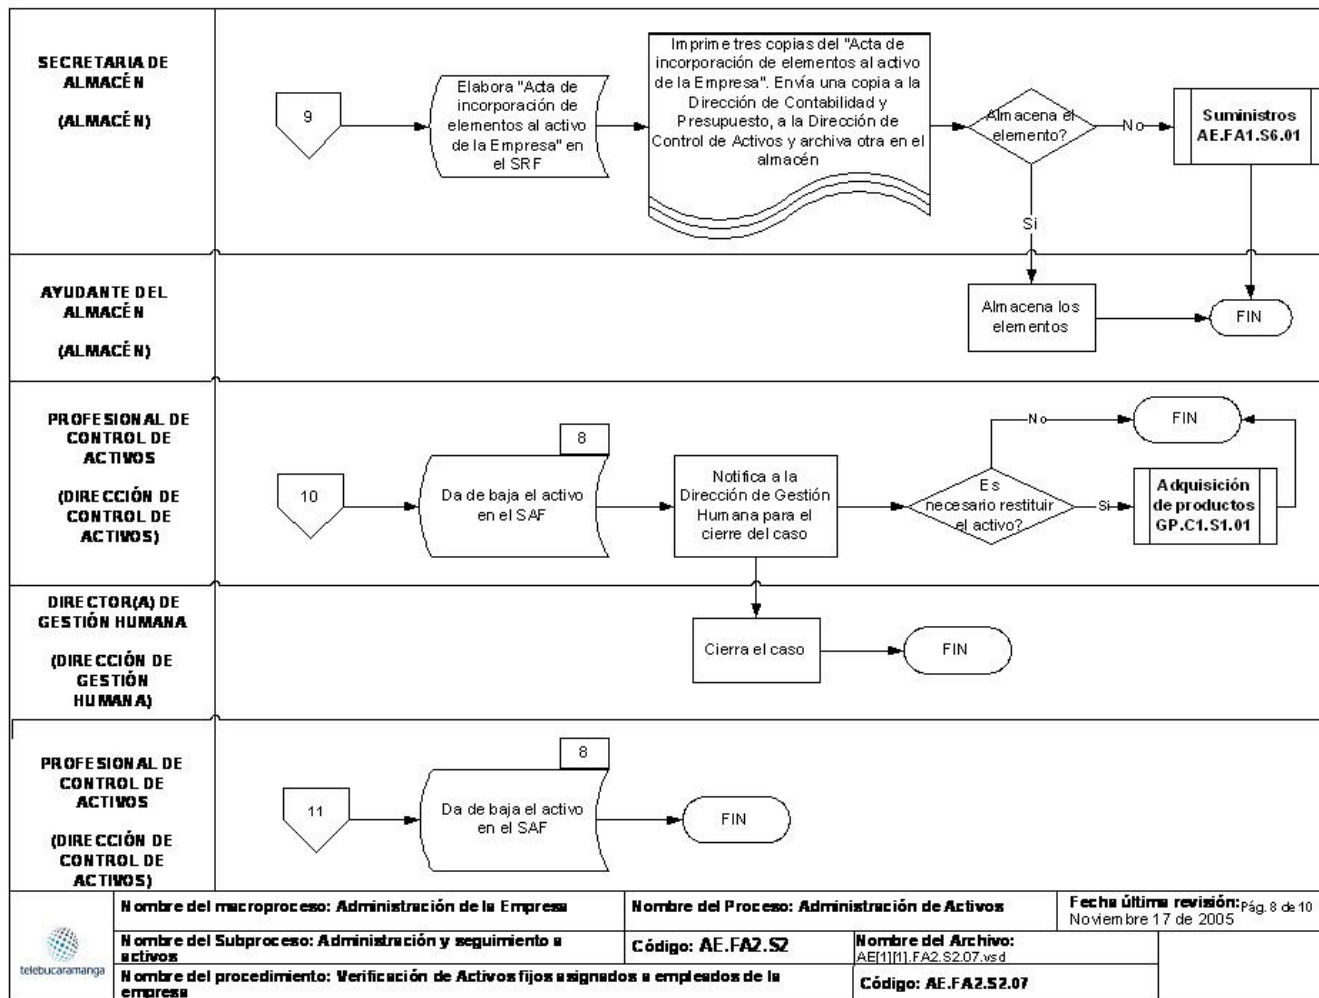 SECRETARIA DE
ALMACÉN
(ALMACÉN)
9
Elabora "Acta de
incorporación de
elementos al activo
de la Empresa" en
el SRF
Imprime tres copias del "Acta de
incorporación de elementos al activo
de la Empresa". Envía una copia a la
Dirección de Contabilidad y
Presupuesto, a la Dirección de
Control de Activos y archiva otra en el
almacén
Almacena el
elemento?
No
Suministros
AE.FA1.S6.01
Si
AYUDANTE DEL
ALMACÉN
(ALMACÉN)
Almacena los
elementos
FIN
PROFESIONAL DE
CONTROL DE
ACTIVOS
(DIRECCIÓN DE
CONTROL DE
ACTIVOS)
10
8
Da de baja el activo
en el SAF
Notifica a la
Dirección de Gestión
Humana para el
cierre del caso
Es
necesario restituir
el activo?
No
FIN
Si
Adquisición
de productos
GP.C1.S1.01
DIRECTOR(A) DE
GESTIÓN HUMANA
(DIRECCIÓN DE
GESTIÓN
HUMANA)
Cierra el caso
FIN
PROFESIONAL DE
CONTROL DE
ACTIVOS
(DIRECCIÓN DE
CONTROL DE
ACTIVOS)
11
8
Da de baja el activo
en el SAF
FIN
telebucaramanga
Nombre del macroproceso: Administración de la Empresa
Nombre del Proceso: Administración de Activos
Fecha última revisión: Pág. 8 de 10
Noviembre 17 de 2005
Nombre del Subproceso: Administración y seguimiento a
activos
Código: AE.FA2.S2
Nombre del Archivo:
AE[1][1].FA2.S2.07.vsd
Nombre del procedimiento: Verificación de Activos fijos asignados a empleados de la
empresa
Código: AE.FA2.S2.07